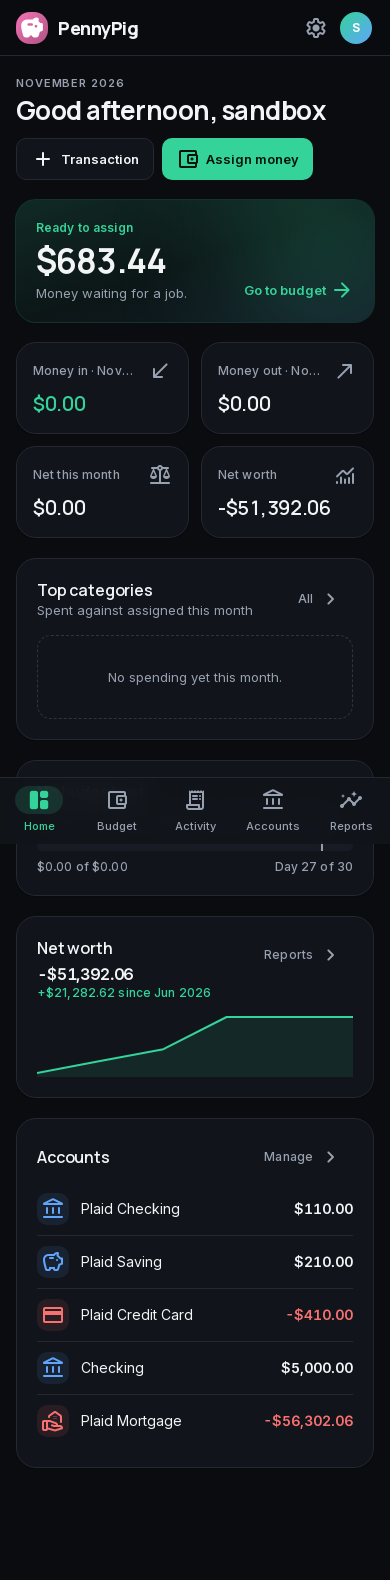 PennyPig
S
NOVEMBER 2026
Good afternoon, sandbox
Transaction
Assign money
Ready to assign
$683.44
Money waiting for a job.
Go to budget
Money in · Nov…
$0.00
Money out · No…
$0.00
Net this month
$0.00
Net worth
-$51,392.06
Top categories
Spent against assigned this month
All
No spending yet this month.
Home
Budget
Activity
Accounts
Reports
$0.00 of $0.00
Day 27 of 30
Net worth
-$51,392.06
+$21,282.62 since Jun 2026
Reports
Accounts
Manage
Plaid Checking
$110.00
Plaid Saving
$210.00
Plaid Credit Card
-$410.00
Checking
$5,000.00
Plaid Mortgage
-$56,302.06